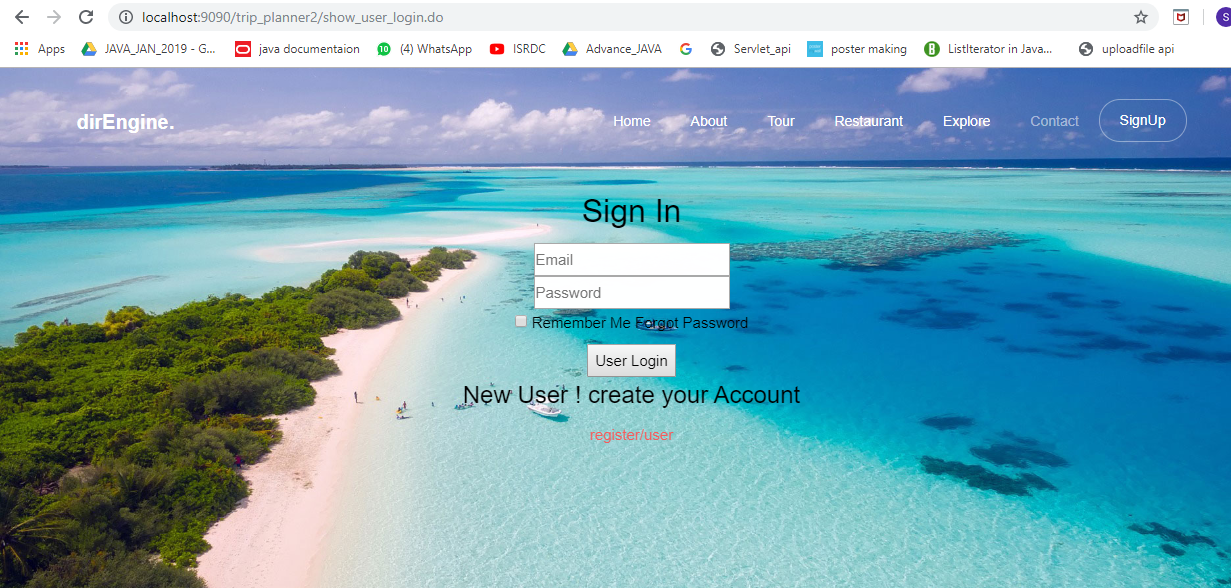 localhost:9090/trip_planner2/show_user_login.do
S
Apps JAVA_JAN_2019 - G... java documentaion 10 (4) WhatsApp ISRDC Advance_JAVA G Servlet_api poster making ListIterator in Java... uploadfile api
dirEngine. Home About Tour Restaurant Explore Contact SignUp
Sign In
Email
Password
Remember Me Forgot Password
User Login
New User ! create your Account
register/user